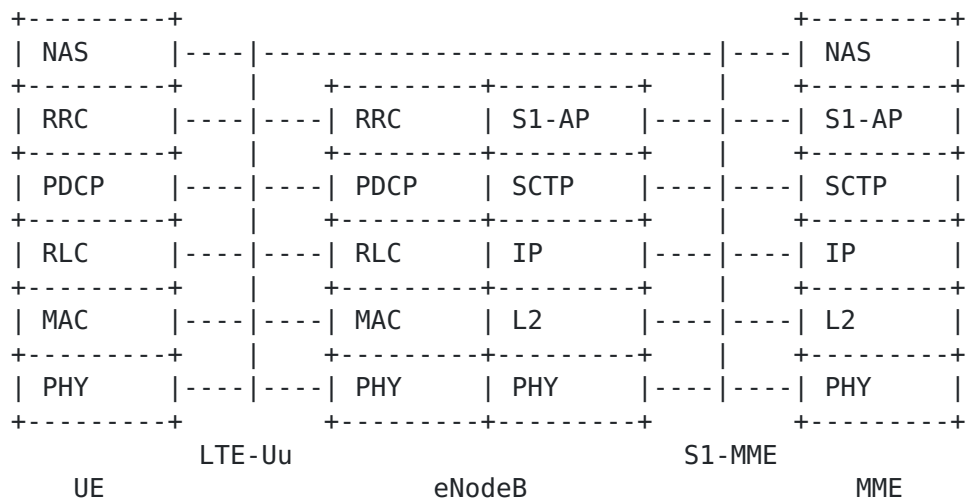 NAS NAS
RRC RRC S1-AP S1-AP
PDCP PDCP SCTP SCTP
RLC RLC IP IP
MAC MAC L2 L2
PHY PHY PHY PHY
LTE-Uu S1-MME
UE eNodeB MME